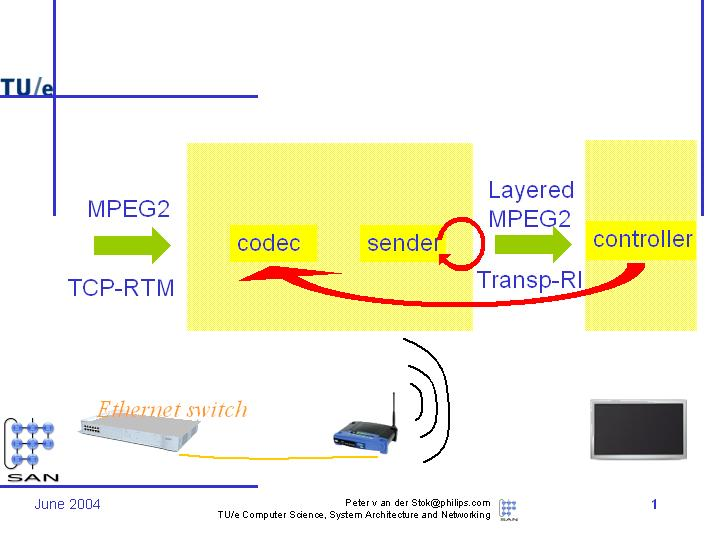 TU/e
MPEG2
TCP-RTM
codec
sender
Layered
MPEG2
Transp-RI
controller
Ethernet switch
SAN
June 2004
Peter v an der Stok@philips.com
TU/e Computer Science, System Architecture and Networking
SAN
1